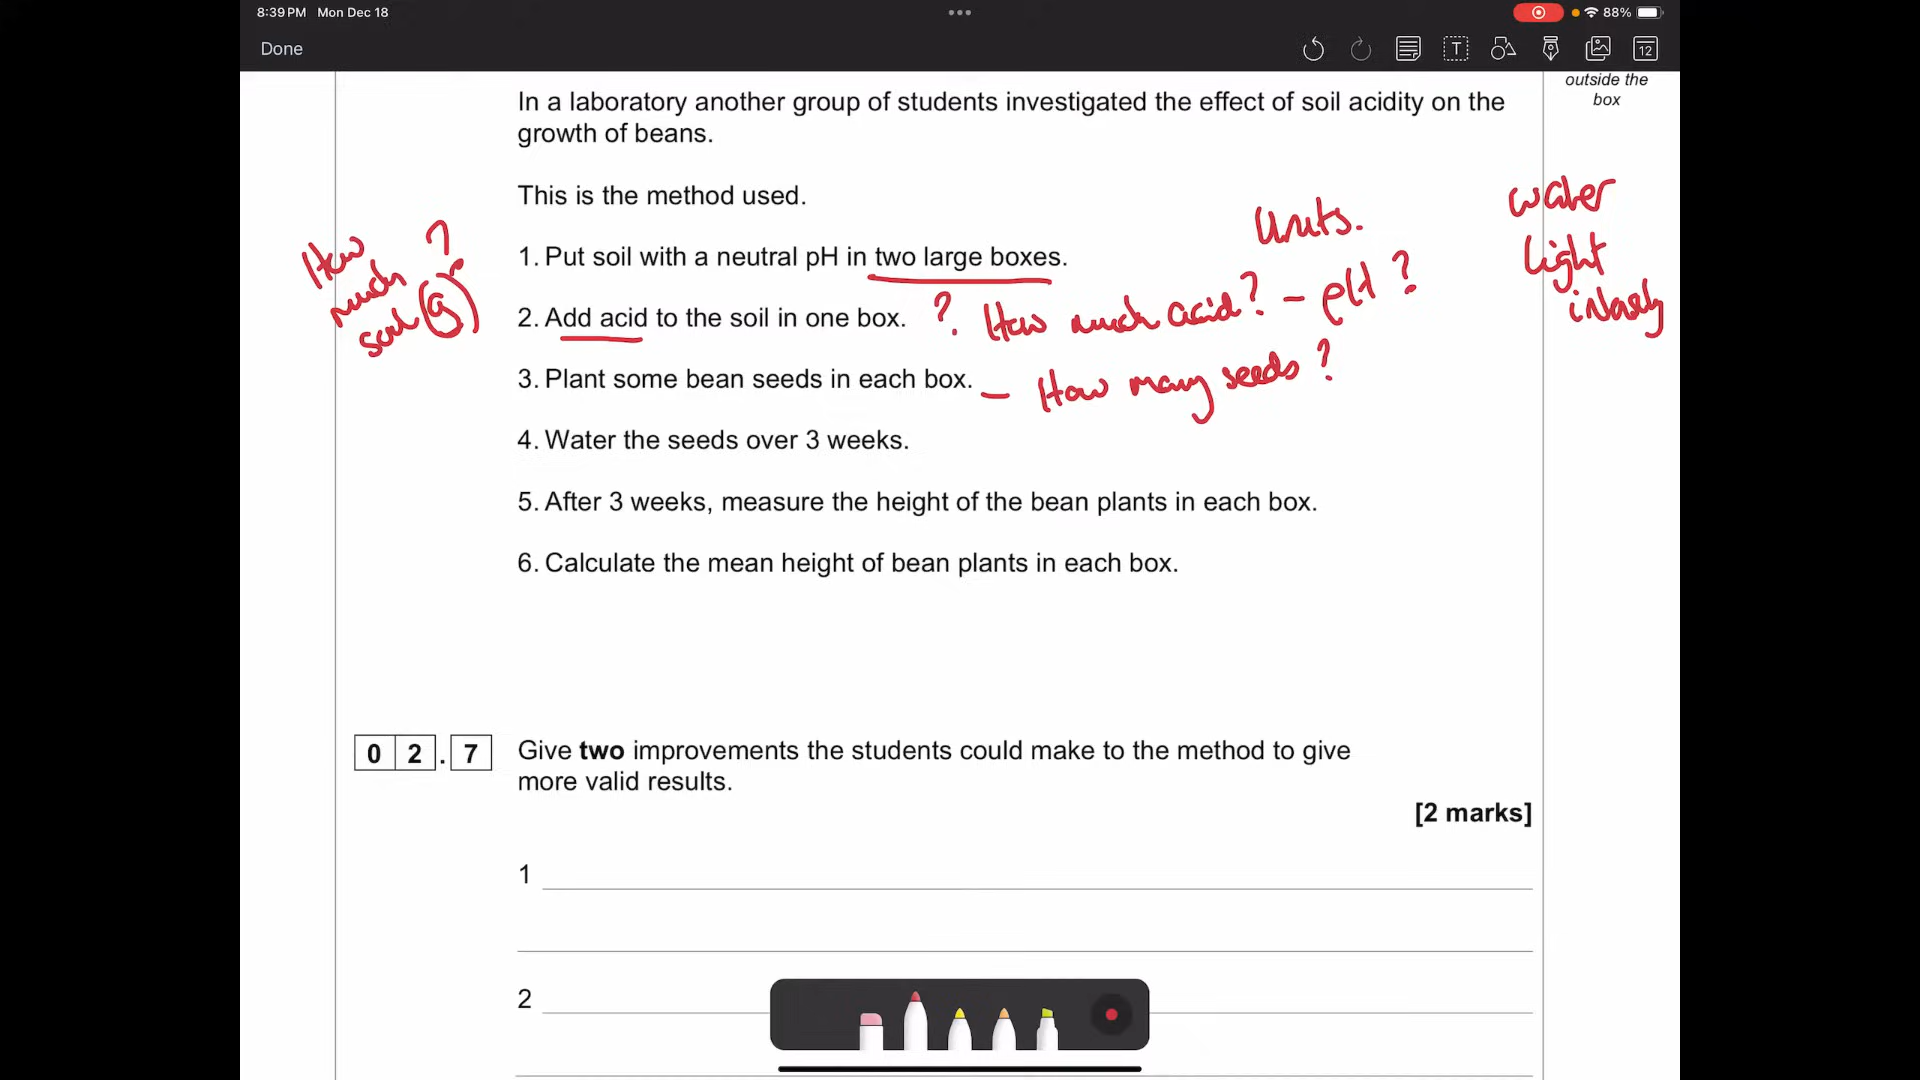 8:39 PM Mon Dec 18
88%
Done
T
12
outside the
box
In a laboratory another group of students investigated the effect of soil acidity on the
growth of beans.
This is the method used.
Units.
water
light
How
much
soil (g) ?
1. Put soil with a neutral pH in two large boxes.
2. Add acid to the soil in one box. ? How much acid? - pH ?
3. Plant some bean seeds in each box. - How many seeds ?
4. Water the seeds over 3 weeks.
5. After 3 weeks, measure the height of the bean plants in each box.
6. Calculate the mean height of bean plants in each box.
0 2 . 7 Give two improvements the students could make to the method to give
more valid results.
[2 marks]
1
2